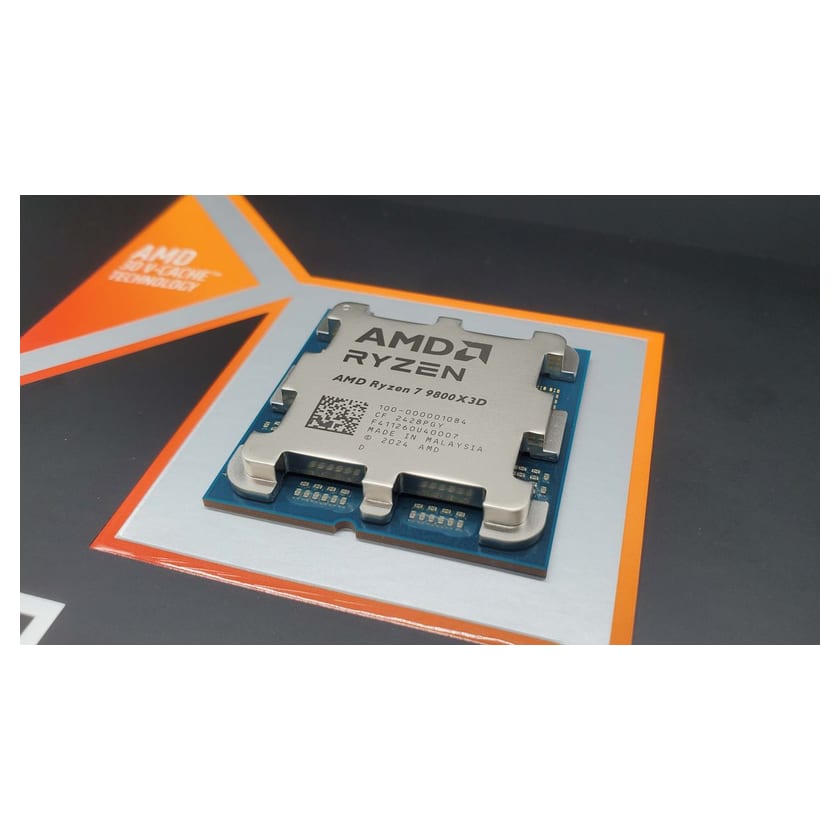 AMD
3D V-CACHE™
TECHNOLOGY
AMD
RYZEN
AMD Ryzen 7 9800X3D
100-000001084
CF 2428PGY
F411260U40007
MADE IN MALAYSIA
© 2024 AMD
D